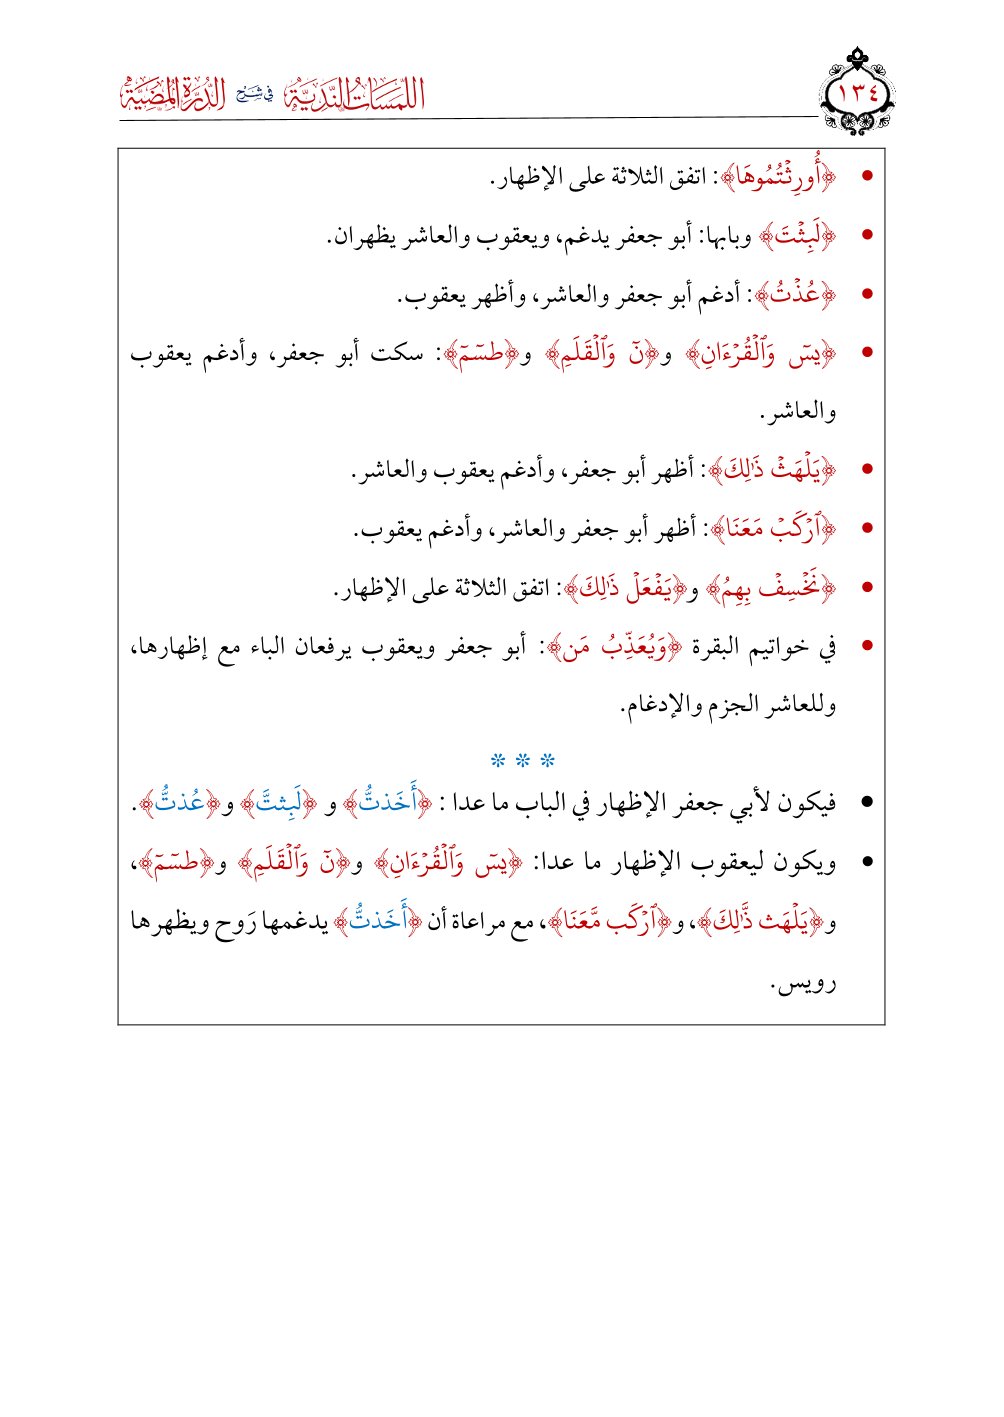 ١٣٤
اللمسات الندية في شرح الدرة المضية
• ﴿أُورِثْتُمُوهَا﴾: اتفق الثلاثة على الإظهار.
• ﴿لَبِثْتَ﴾ وبابها: أبو جعفر يدغم، ويعقوب والعاشر يظهران.
• ﴿عُذْتُ﴾: أدغم أبو جعفر والعاشر، وأظهر يعقوب.
• ﴿يسٓ وَٱلْقُرْءَانِ﴾ و﴿نٓ وَٱلْقَلَمِ﴾ و﴿طسٓمٓ﴾: سكت أبو جعفر، وأدغم يعقوب
والعاشر.
• ﴿يَلْهَثْ ذَٰلِكَ﴾: أظهر أبو جعفر، وأدغم يعقوب والعاشر.
• ﴿ٱرْكَبْ مَعَنَا﴾: أظهر أبو جعفر والعاشر، وأدغم يعقوب.
• ﴿نَخْسِفْ بِهِمُ﴾ و﴿يَفْعَلْ ذَٰلِكَ﴾: اتفق الثلاثة على الإظهار.
• في خواتيم البقرة ﴿وَيُعَذِّبُ مَن﴾: أبو جعفر ويعقوب يرفعان الباء مع إظهارها،
وللعاشر الجزم والإدغام.
* * *
• فيكون لأبي جعفر الإظهار في الباب ما عدا : ﴿أَخَذتُّ﴾ و ﴿لَبِثتَّ﴾ و﴿عُذتُّ﴾.
• ويكون ليعقوب الإظهار ما عدا: ﴿يسٓ وَٱلْقُرْءَانِ﴾ و﴿نٓ وَٱلْقَلَمِ﴾ و﴿طسٓمٓ﴾،
و﴿يَلْهَث ذَّٰلِكَ﴾، و﴿ٱرْكَب مَّعَنَا﴾، مع مراعاة أن ﴿أَخَذتُّ﴾ يدغمها رَوح ويظهرها
رويس.